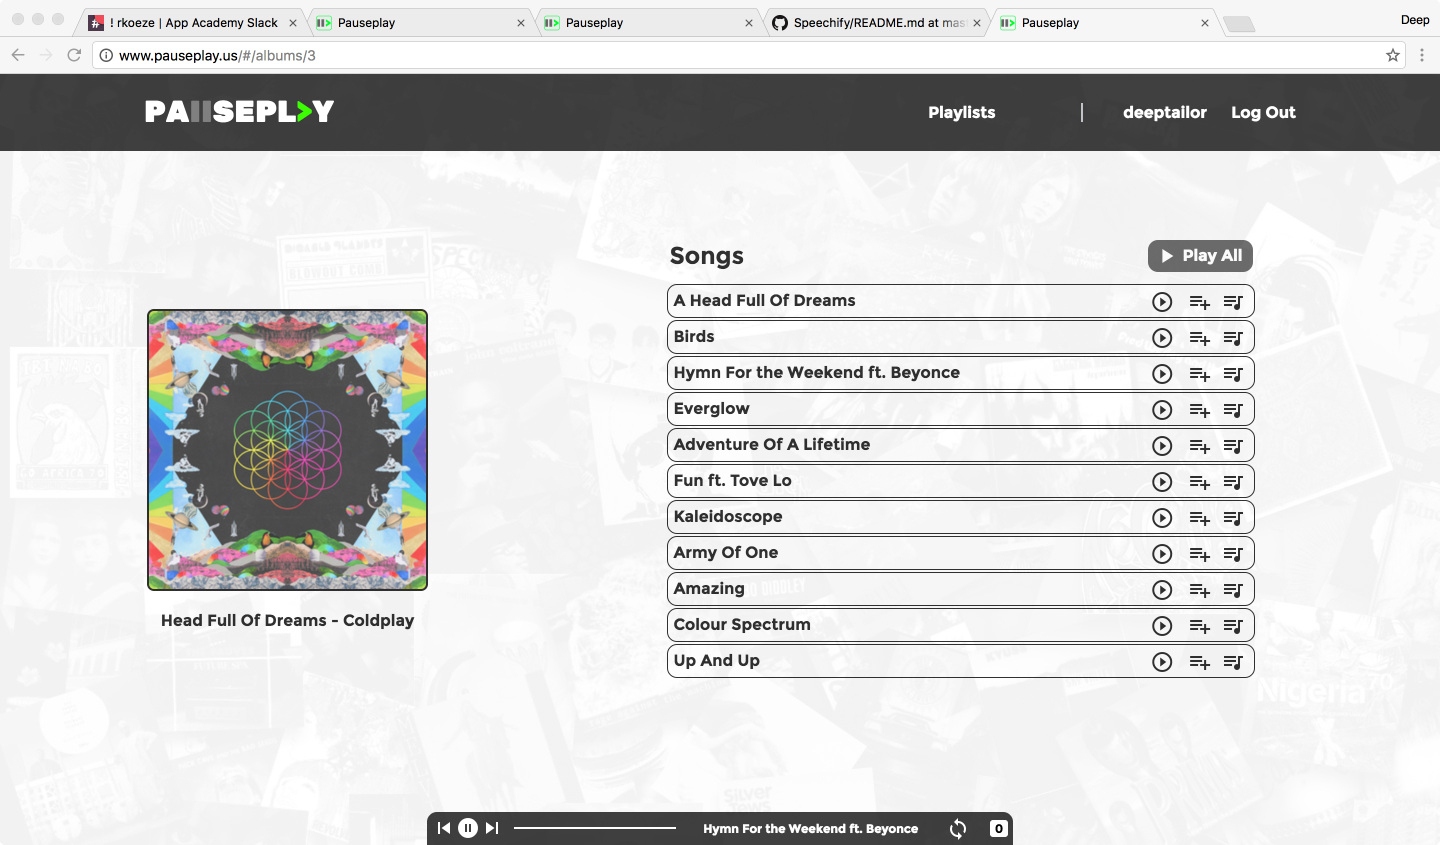 ! rkoeze | App Academy Slack
Pauseplay
Pauseplay
Speechify/README.md at mas
Pauseplay
Deep
www.pauseplay.us/#/albums/3
PAUSEPLAY
Playlists
deeptailor
Log Out
Songs
Play All
A Head Full Of Dreams
Birds
Hymn For the Weekend ft. Beyonce
Everglow
Adventure Of A Lifetime
Fun ft. Tove Lo
Kaleidoscope
Army Of One
Amazing
Colour Spectrum
Up And Up
Head Full Of Dreams - Coldplay
Nigeria 70
Hymn For the Weekend ft. Beyonce
0